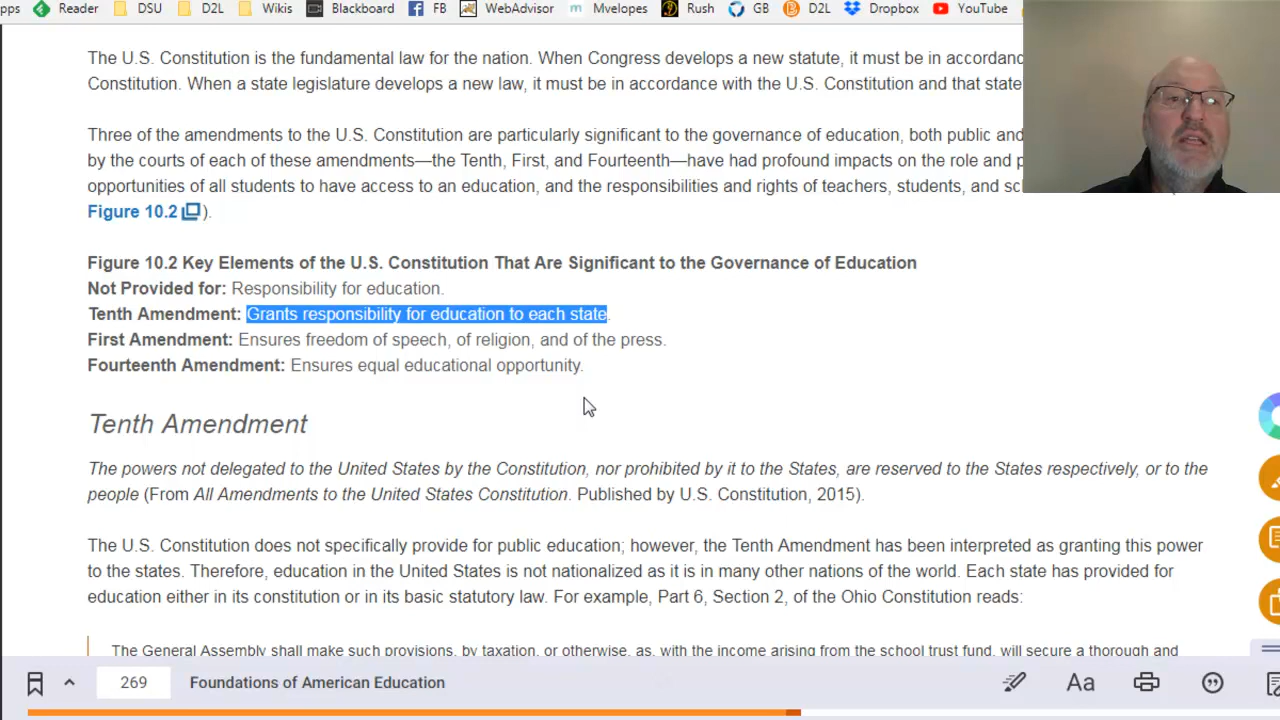 pps Reader DSU D2L Wikis Blackboard FB WebAdvisor Mvelopes Rush GB D2L Dropbox YouTube
The U.S. Constitution is the fundamental law for the nation. When Congress develops a new statute, it must be in accordanc
Constitution. When a state legislature develops a new law, it must be in accordance with the U.S. Constitution and that state
Three of the amendments to the U.S. Constitution are particularly significant to the governance of education, both public and
by the courts of each of these amendments—the Tenth, First, and Fourteenth—have had profound impacts on the role and p
opportunities of all students to have access to an education, and the responsibilities and rights of teachers, students, and sc
Figure 10.2 ).
Figure 10.2 Key Elements of the U.S. Constitution That Are Significant to the Governance of Education
Not Provided for: Responsibility for education.
Tenth Amendment: Grants responsibility for education to each state.
First Amendment: Ensures freedom of speech, of religion, and of the press.
Fourteenth Amendment: Ensures equal educational opportunity.
Tenth Amendment
The powers not delegated to the United States by the Constitution, nor prohibited by it to the States, are reserved to the States respectively, or to the
people (From All Amendments to the United States Constitution. Published by U.S. Constitution, 2015).
The U.S. Constitution does not specifically provide for public education; however, the Tenth Amendment has been interpreted as granting this power
to the states. Therefore, education in the United States is not nationalized as it is in many other nations of the world. Each state has provided for
education either in its constitution or in its basic statutory law. For example, Part 6, Section 2, of the Ohio Constitution reads:
The General Assembly shall make such provisions, by taxation, or otherwise, as, with the income arising from the school trust fund, will secure a thorough and
269 Foundations of American Education Aa